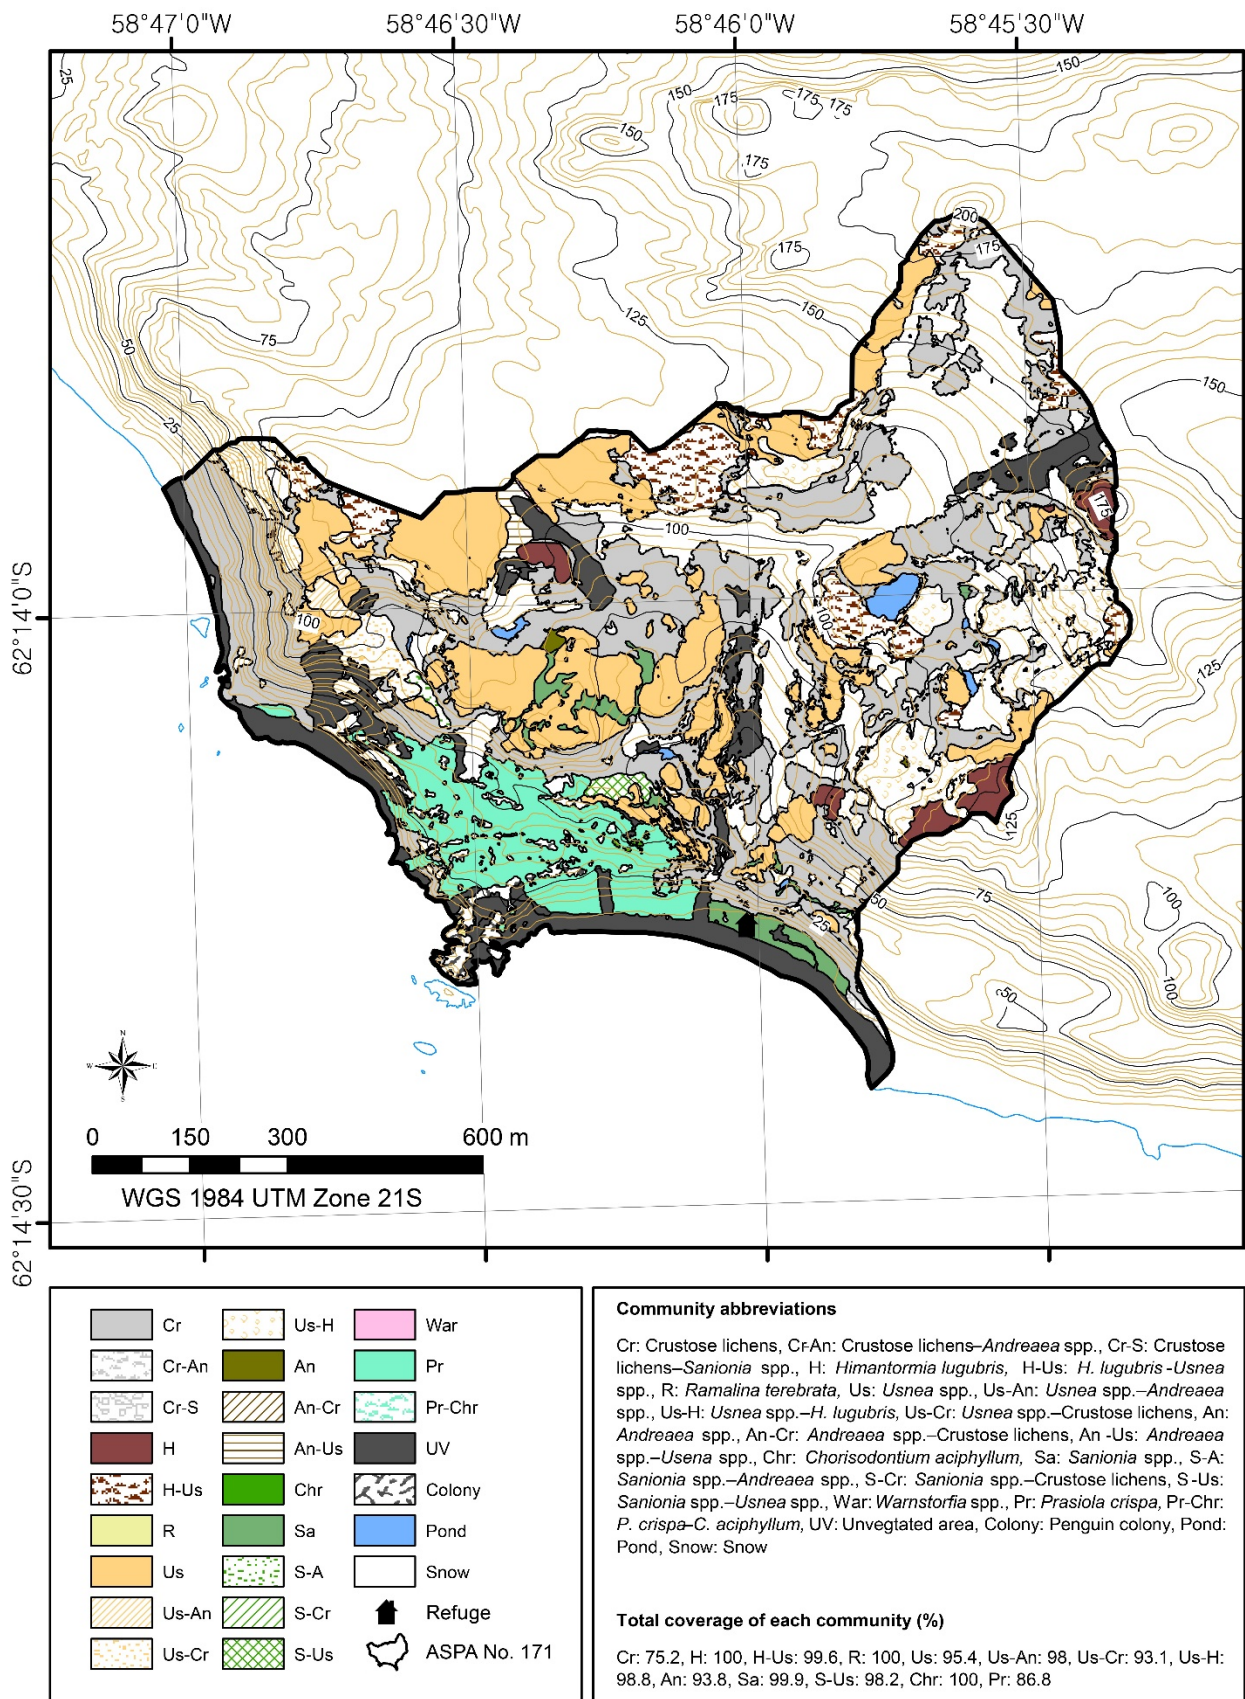 58°47'0"W 58°46'30"W 58°46'0"W 58°45'30"W
25 150 150 175 175 175 150 175 200 175 175
125 150 75 50 150 25
100 175
62°14'0"S
100 100 125
125
75 50 25 100
50 100
N
W E
S
0 150 300 600 m
WGS 1984 UTM Zone 21S
62°14'30"S
Cr Us-H War
Cr-An An Pr
Cr-S An-Cr Pr-Chr
H An-Us UV
H-Us Chr Colony
R Sa Pond
Us S-A Snow
Us-An S-Cr Refuge
Us-Cr S-Us ASPA No. 171
Community abbreviations
Cr: Crustose lichens, Cr-An: Crustose lichens–Andreaea spp., Cr-S: Crustose
lichens–Sanionia spp., H: Himantormia lugubris, H-Us: H. lugubris -Usnea
spp., R: Ramalina terebrata, Us: Usnea spp., Us-An: Usnea spp.–Andreaea
spp., Us-H: Usnea spp.–H. lugubris, Us-Cr: Usnea spp.–Crustose lichens, An:
Andreaea spp., An-Cr: Andreaea spp.–Crustose lichens, An -Us: Andreaea
spp.–Usena spp., Chr: Chorisodontium aciphyllum, Sa: Sanionia spp., S-A:
Sanionia spp.–Andreaea spp., S-Cr: Sanionia spp.–Crustose lichens, S-Us:
Sanionia spp.–Usnea spp., War: Warnstorfia spp., Pr: Prasiola crispa, Pr-Chr:
P. crispa–C. aciphyllum, UV: Unvegtated area, Colony: Penguin colony, Pond:
Pond, Snow: Snow
Total coverage of each community (%)
Cr: 75.2, H: 100, H-Us: 99.6, R: 100, Us: 95.4, Us-An: 98, Us-Cr: 93.1, Us-H:
98.8, An: 93.8, Sa: 99.9, S-Us: 98.2, Chr: 100, Pr: 86.8